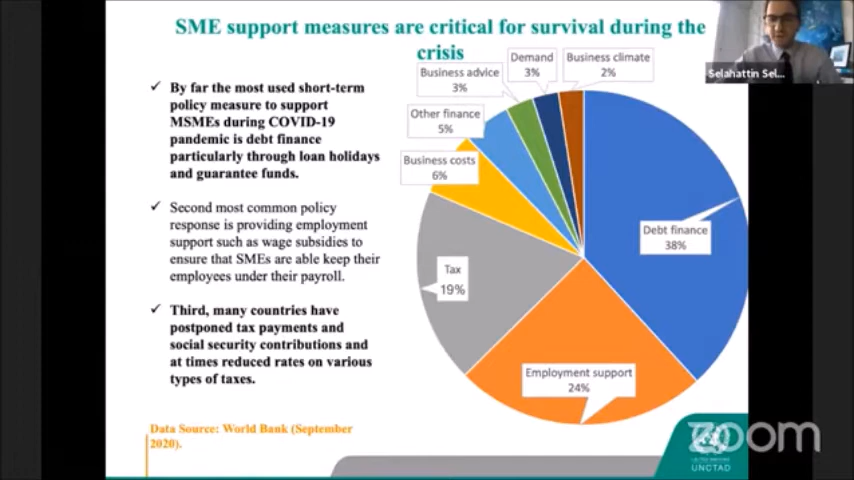 SME support measures are critical for survival during the
crisis
Selahattin Sel...
✓ By far the most used short-term
policy measure to support
MSMEs during COVID-19
pandemic is debt finance
particularly through loan holidays
and guarantee funds.
✓ Second most common policy
response is providing employment
support such as wage subsidies to
ensure that SMEs are able keep their
employees under their payroll.
✓ Third, many countries have
postponed tax payments and
social security contributions and
at times reduced rates on various
types of taxes.
Data Source: World Bank (September
2020).
Business advice
3%
Demand
3%
Business climate
2%
Other finance
5%
Business costs
6%
Tax
19%
Debt finance
38%
Employment support
24%
zoom
UNCTAD